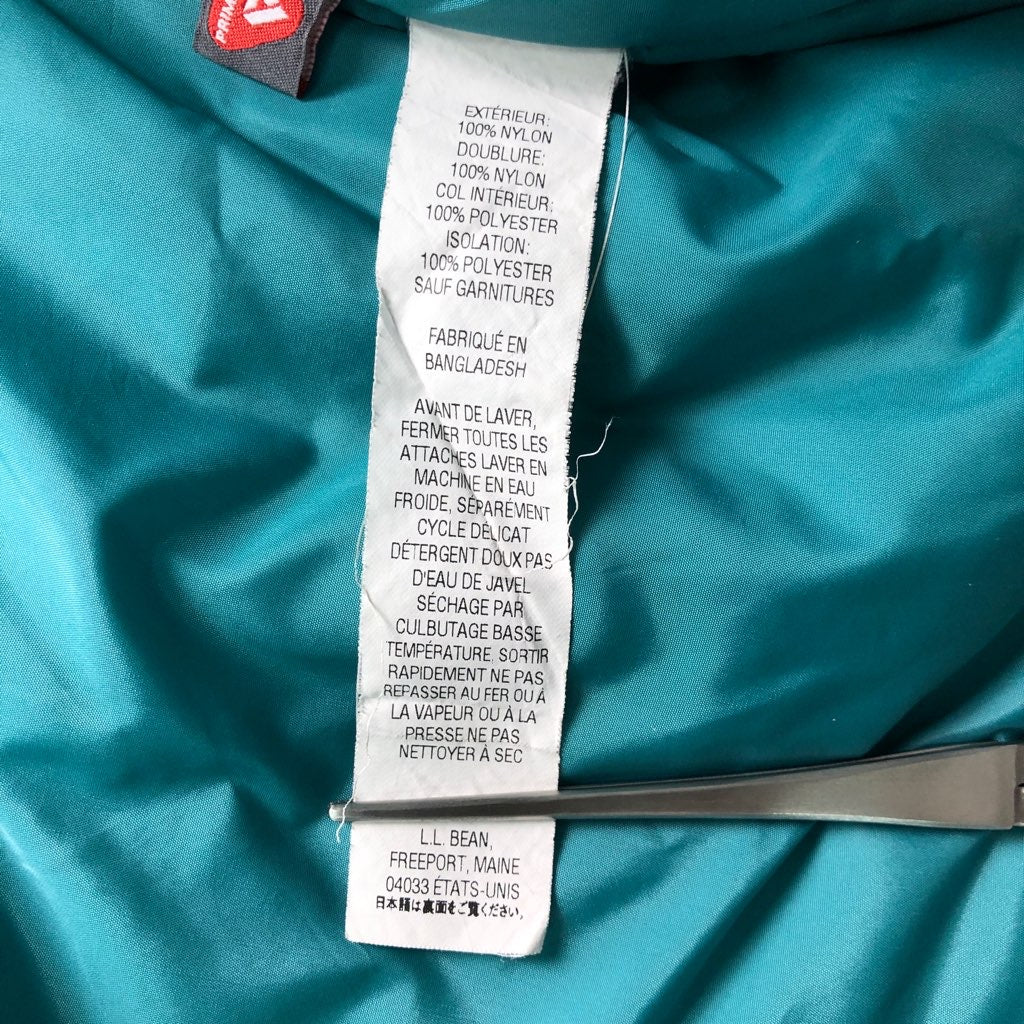 PRIM
EXTÉRIEUR:
100% NYLON
DOUBLURE:
100% NYLON
COL INTÉRIEUR:
100% POLYESTER
ISOLATION:
100% POLYESTER
SAUF GARNITURES
FABRIQUÉ EN
BANGLADESH
AVANT DE LAVER,
FERMER TOUTES LES
ATTACHES LAVER EN
MACHINE EN EAU
FROIDE, SÉPARÉMENT
CYCLE DÉLICAT
DÉTERGENT DOUX PAS
D'EAU DE JAVEL
SÉCHAGE PAR
CULBUTAGE BASSE
TEMPÉRATURE, SORTIR
RAPIDEMENT NE PAS
REPASSER AU FER OU À
LA VAPEUR OU À LA
PRESSE NE PAS
NETTOYER À SEC
L.L. BEAN,
FREEPORT, MAINE
04033 ÉTATS-UNIS
日本語は裏面をご覧ください。